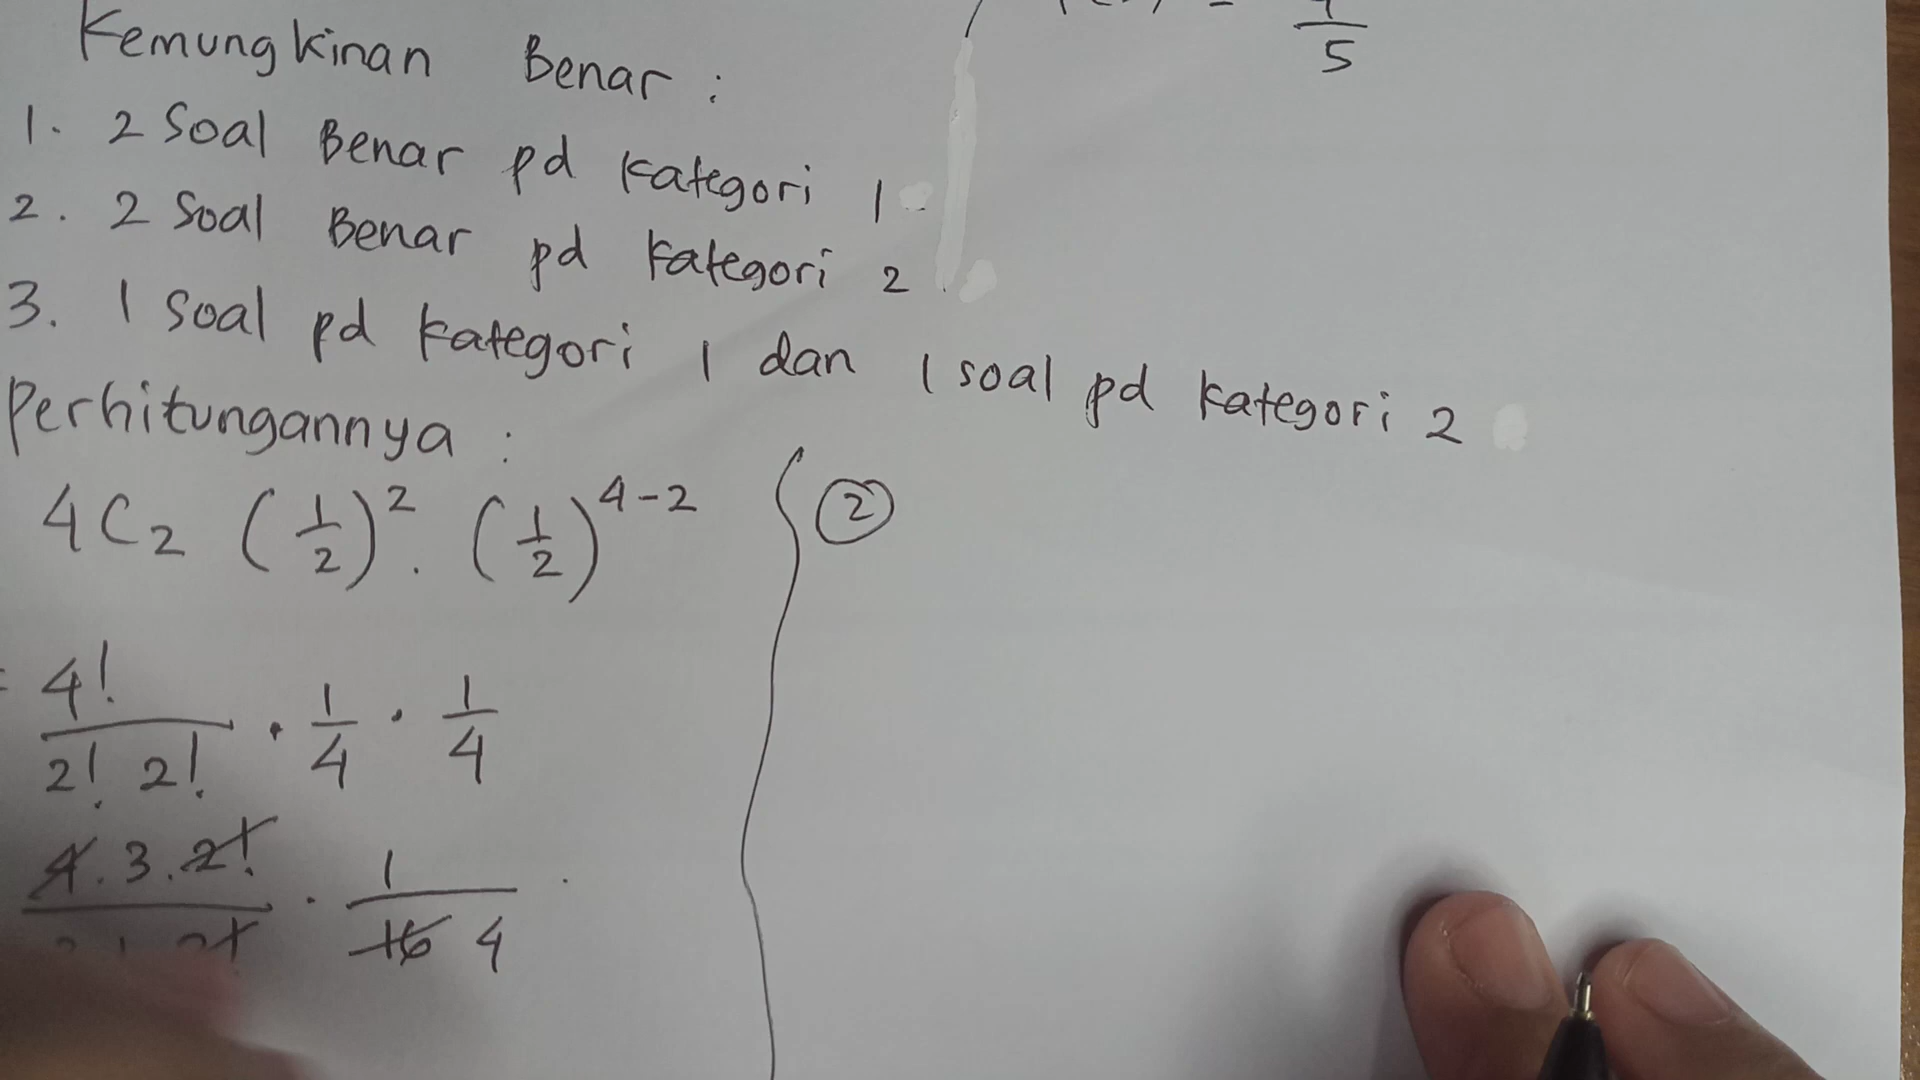 Kemungkinan Benar :
1. 2 Soal Benar pd Kategori 1
2. 2 Soal Benar pd Kategori 2
3. 1 Soal pd Kategori 1 dan 1 soal pd Kategori 2
Perhitungannya :
4C₂ (1/2)² . (1/2)⁴⁻²
= 4!/(2! 2!) . 1/4 . 1/4
4.3.2! . 1
16 4
②
5